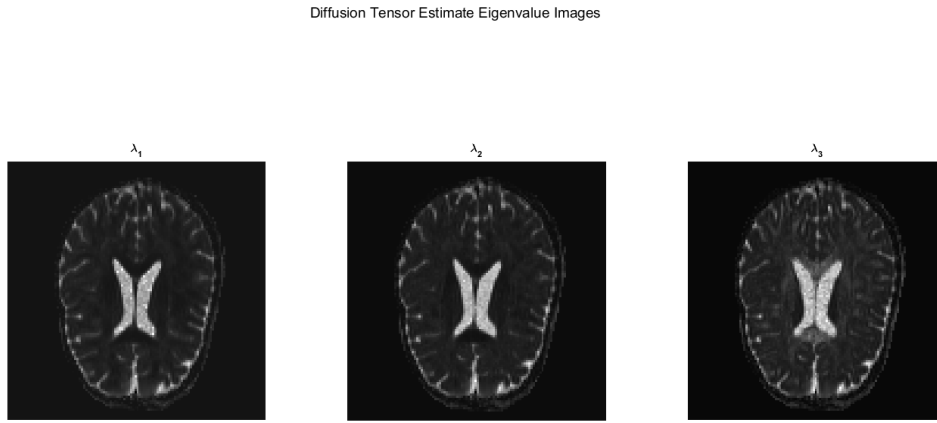 Diffusion Tensor Estimate Eigenvalue Images
λ₁
λ₂
λ₃